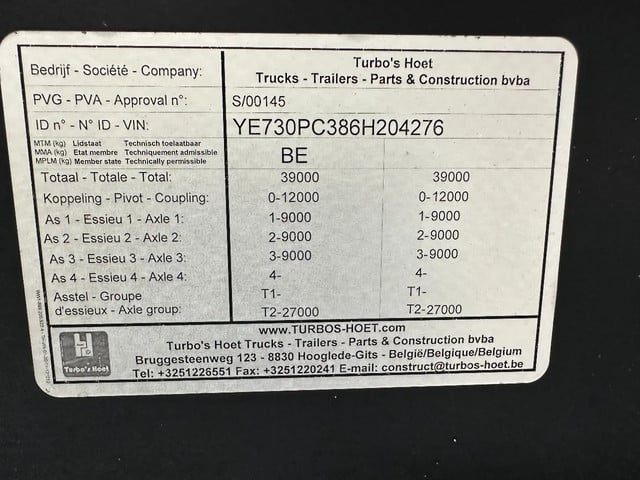 Bedrijf - Société - Company: Turbo's Hoet
Trucks - Trailers - Parts & Construction bvba
PVG - PVA - Approval n°: S/00145
ID n° - N° ID - VIN: YE730PC386H204276
MTM (kg) Lidstaat Technisch toelaatbaar
MMA (kg) Etat membre Techniquement admissible
MPLM (kg) Member state Technically permissible
BE
Totaal - Totale - Total: 39000 39000
Koppeling - Pivot - Coupling: 0-12000 0-12000
As 1 - Essieu 1 - Axle 1: 1-9000 1-9000
As 2 - Essieu 2 - Axle 2: 2-9000 2-9000
As 3 - Essieu 3 - Axle 3: 3-9000 3-9000
As 4 - Essieu 4 - Axle 4: 4- 4-
Asstel - Groupe T1- T1-
d'essieux - Axle group: T2-27000 T2-27000
www.TURBOS-HOET.com
Turbo's Hoet Trucks - Trailers - Parts & Construction bvba
Bruggesteenweg 123 - 8830 Hooglede-Gits - België/Belgique/Belgium
Tel: +3251226551 Fax: +3251220241 E-mail: construct@turbos-hoet.be
Turbo's Hoet